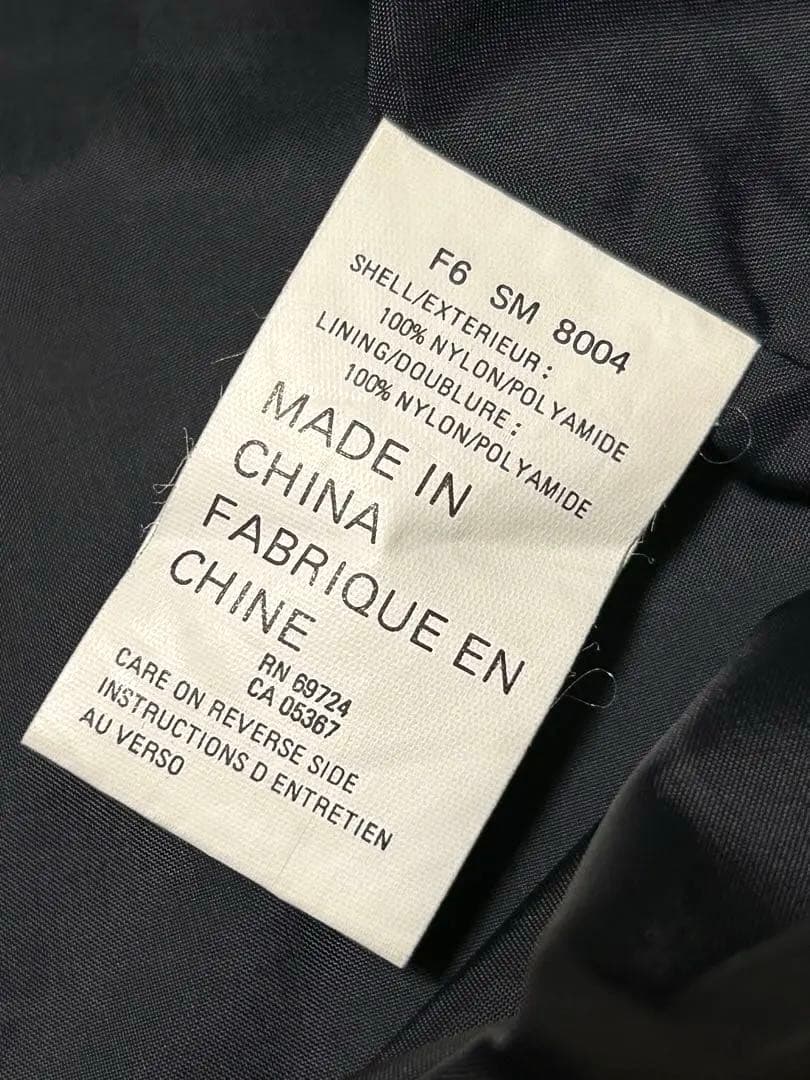 F6 SM 8004
SHELL/EXTERIEUR:
100% NYLON/POLYAMIDE
LINING/DOUBLURE:
100% NYLON/POLYAMIDE
MADE IN
CHINA
FABRIQUE EN
CHINE
RN 69724
CA 05367
CARE ON REVERSE SIDE
INSTRUCTIONS D ENTRETIEN
AU VERSO